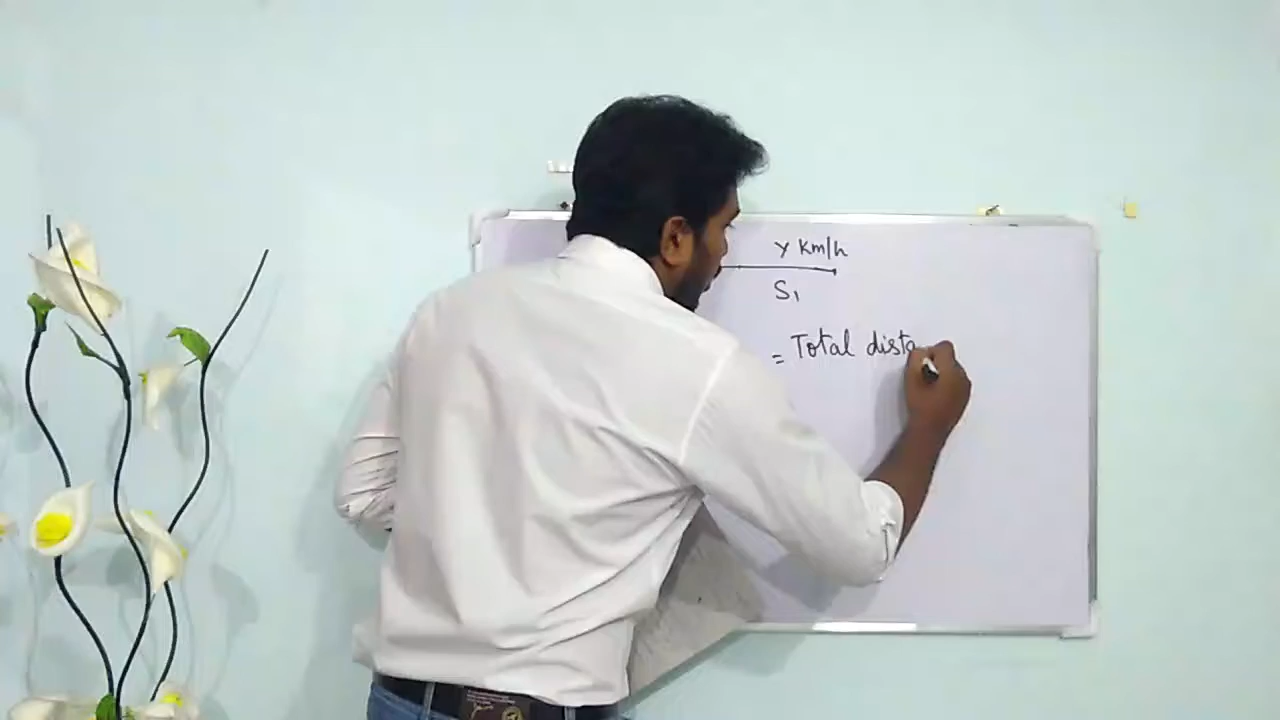 y Km/h
S₁
= Total dista